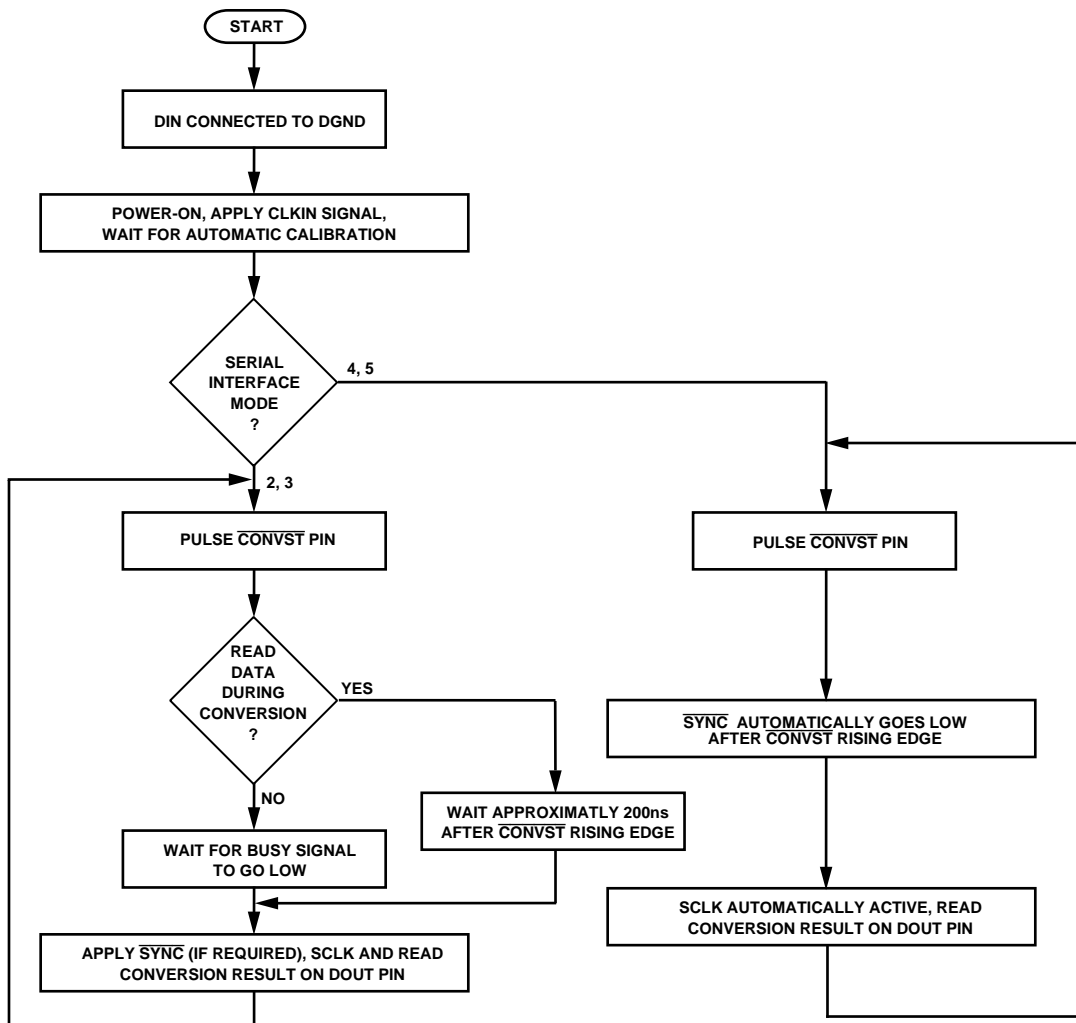 START
DIN CONNECTED TO DGND
POWER-ON, APPLY CLKIN SIGNAL,
WAIT FOR AUTOMATIC CALIBRATION
SERIAL
INTERFACE
MODE
?
4, 5
2, 3
PULSE CONVST PIN
PULSE CONVST PIN
READ
DATA
DURING
CONVERSION
?
YES
NO
WAIT APPROXIMATLY 200ns
AFTER CONVST RISING EDGE
SYNC AUTOMATICALLY GOES LOW
AFTER CONVST RISING EDGE
WAIT FOR BUSY SIGNAL
TO GO LOW
SCLK AUTOMATICALLY ACTIVE, READ
CONVERSION RESULT ON DOUT PIN
APPLY SYNC (IF REQUIRED), SCLK AND READ
CONVERSION RESULT ON DOUT PIN